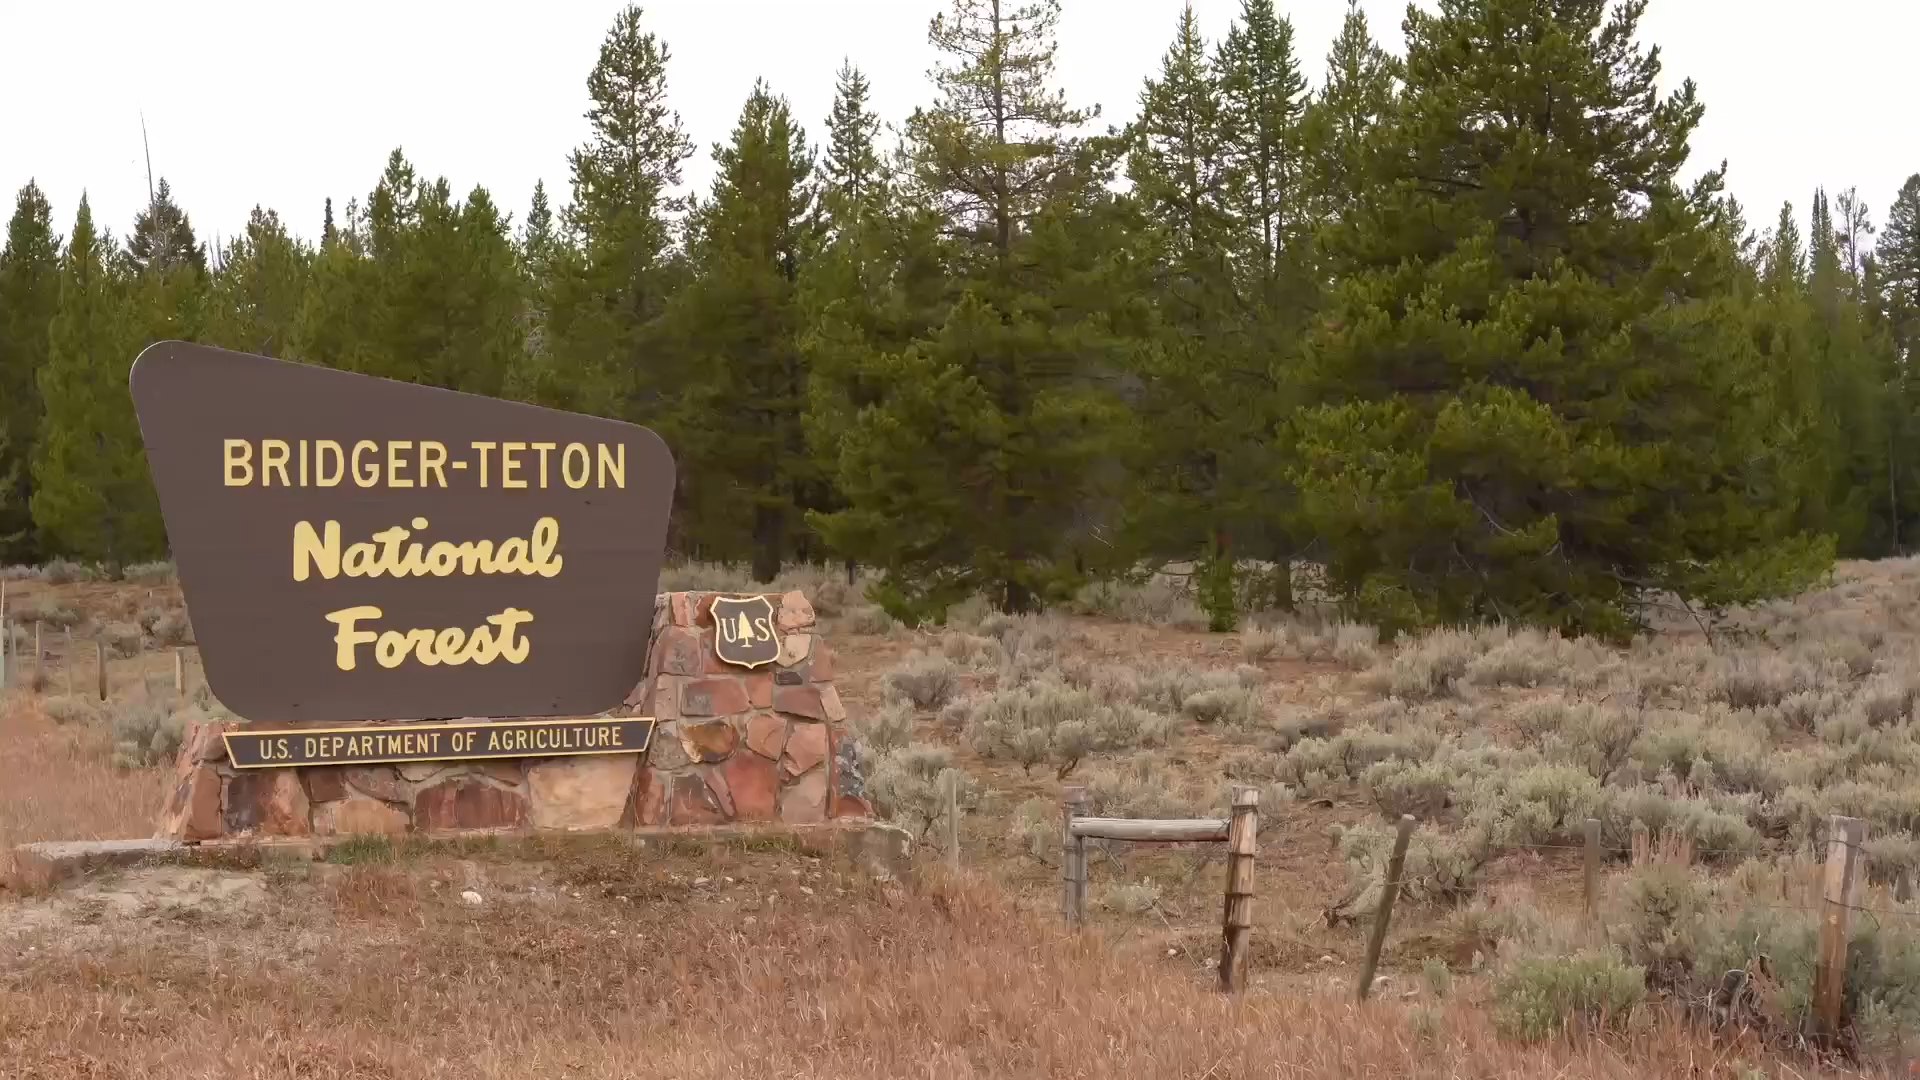 BRIDGER-TETON
National
Forest
US
U.S. DEPARTMENT OF AGRICULTURE